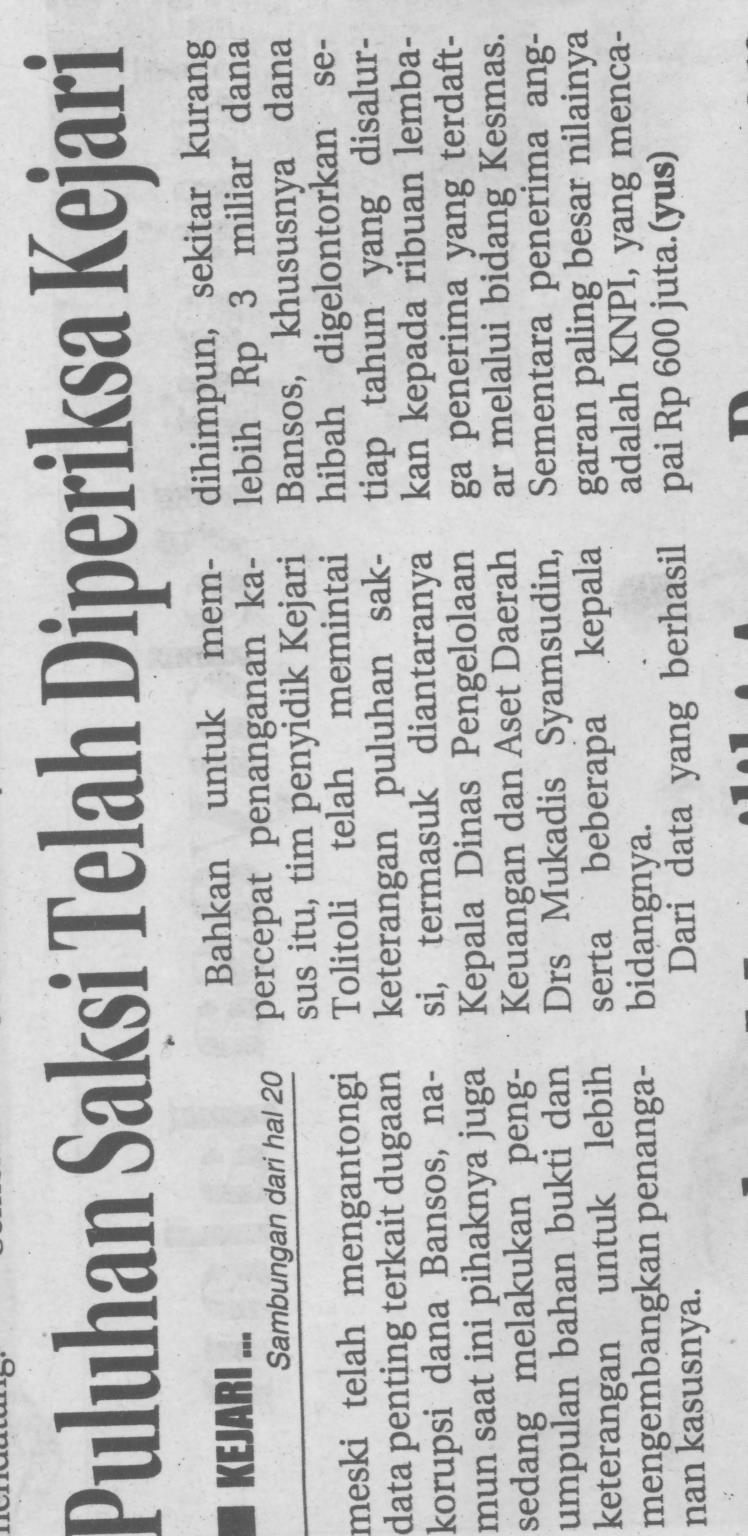 Puluhan Saksi Telah Diperiksa Kejari
KEJARI ...
Sambungan dari hal 20
meski telah mengantongi
data penting terkait dugaan
korupsi dana Bansos, na-
mun saat ini pihaknya juga
sedang melakukan peng-
umpulan bahan bukti dan
keterangan untuk lebih
mengembangkan penanga-
nan kasusnya.
Bahkan untuk mem-
percepat penanganan ka-
sus itu, tim penyidik Kejari
Tolitoli telah memintai
keterangan puluhan sak-
si, termasuk diantaranya
Kepala Dinas Pengelolaan
Keuangan dan Aset Daerah
Drs Mukadis Syamsudin,
serta beberapa kepala
bidangnya.
Dari data yang berhasil
dihimpun, sekitar kurang
lebih Rp 3 miliar dana
Bansos, khususnya dana
hibah digelontorkan se-
tiap tahun yang disalur-
kan kepada ribuan lemba-
ga penerima yang terdaft-
ar melalui bidang Kesmas.
Sementara penerima ang-
garan paling besar nilainya
adalah KNPI, yang menca-
pai Rp 600 juta.(yus)